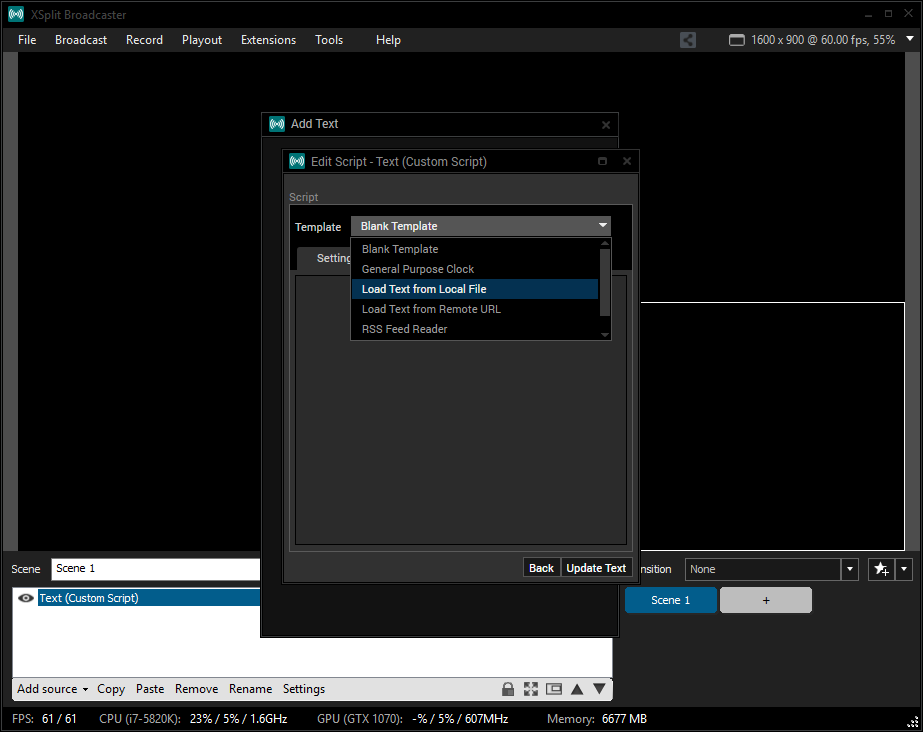 XSplit Broadcaster
File Broadcast Record Playout Extensions Tools Help 1600 x 900 @ 60.00 fps, 55%
Add Text
Edit Script - Text (Custom Script)
Script
Template Blank Template
Blank Template
Setting
General Purpose Clock
Load Text from Local File
Load Text from Remote URL
RSS Feed Reader
Back Update Text
Scene Scene 1 nsition None
Text (Custom Script) Scene 1 +
Add source Copy Paste Remove Rename Settings
FPS: 61 / 61 CPU (i7-5820K): 23% / 5% / 1.6GHz GPU (GTX 1070): -% / 5% / 607MHz Memory: 6677 MB